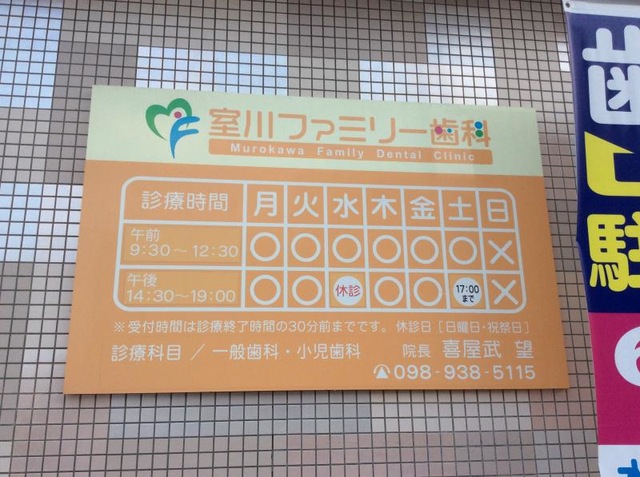 室川ファミリー歯科
Murokawa Family Dental Clinic
診療時間 月 火 水 木 金 土 日
午前
9:30～12:30 ○ ○ ○ ○ ○ ○ ×
午後
14:30～19:00 ○ ○ 休診 ○ ○ 17:00まで ×
※受付時間は診療終了時間の30分前までです。 休診日［日曜日・祝祭日］
診療科目／一般歯科・小児歯科 院長 喜屋武 望
098-938-5115
歯
駐